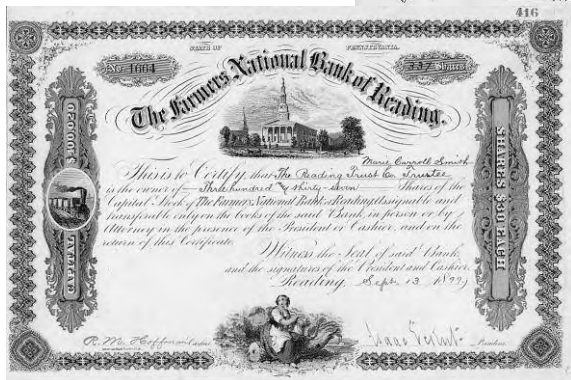 416
STATE OF PENNSYLVANIA.
No. 1664
337 Shares
The Farmers National Bank of Reading.
Marie Carroll Smith
This is to Certify, that The Reading Trust Co. Trustee
is the owner of Three hundred & thirty seven Shares of the
Capital Stock of The Farmers National Bank of Reading, Assignable and
transferable only on the books of the said Bank, in person or by
Attorney in the presence of the President or Cashier, and on the
return of this Certificate.
Witness the Seal of said Bank,
and the signatures of the President and Cashier.
Reading, Sept. 13 1899
CAPITAL
SHARES $30 EACH
Cashier
President